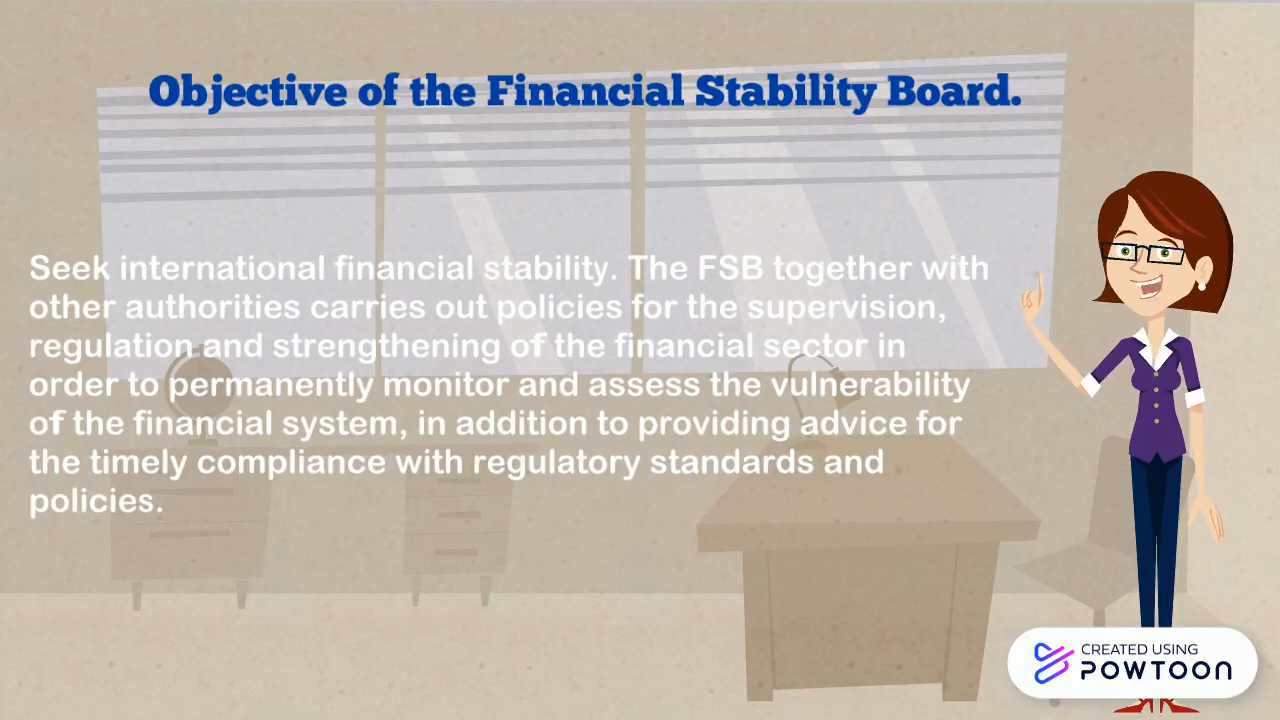 Objective of the Financial Stability Board.
Seek international financial stability. The FSB together with
other authorities carries out policies for the supervision,
regulation and strengthening of the financial sector in
order to permanently monitor and assess the vulnerability
of the financial system, in addition to providing advice for
the timely compliance with regulatory standards and
policies.
CREATED USING
POWTOON